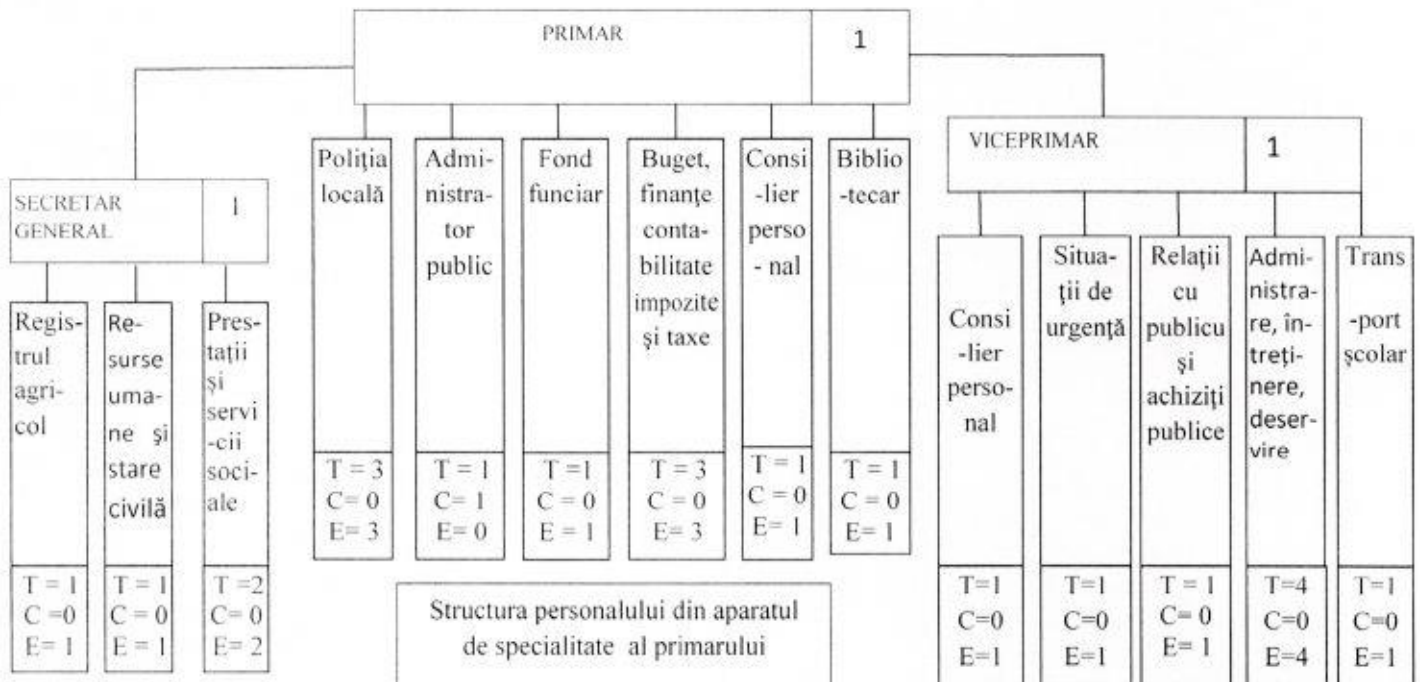 PRIMAR
1
SECRETAR
GENERAL
1
Regis-
trul
agri-
col
T = 1
C =0
E= 1
Re-
surse
uma-
ne și
stare
civilă
T = 1
C= 0
E= 1
Pres-
tații
și
servi
-cii
soci-
ale
T =2
C= 0
E= 2
Poliția
locală
T = 3
C= 0
E= 3
Admi-
nistra-
tor
public
T = 1
C= 1
E= 0
Fond
funciar
T =1
C = 0
E = 1
Buget,
finanțe
conta-
bilitate
impozite
și taxe
T = 3
C = 0
E= 3
Consi
-lier
perso
- nal
T = 1
C = 0
E= 1
Biblio
-tecar
T = 1
C = 0
E= 1
VICEPRIMAR
1
Consi
-lier
perso-
nal
T=1
C=0
E=1
Situa-
ții de
urgență
T=1
C=0
E=1
Relații
cu
publicu
și
achiziți
publice
T = 1
C= 0
E= 1
Admi-
nistra-
re, în-
treți-
nere,
deser-
vire
T=4
C=0
E=4
Trans
-port
școlar
T=1
C=0
E=1
Structura personalului din aparatul
de specialitate al primarului